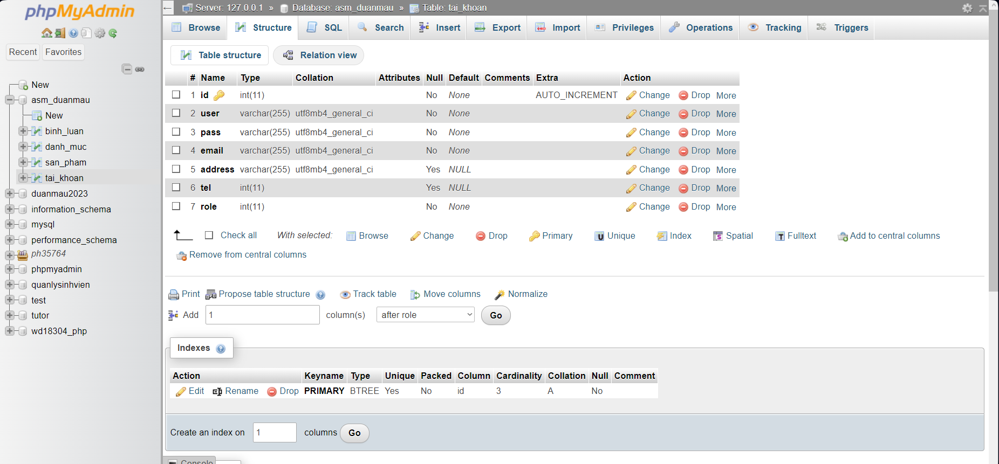 phpMyAdmin
Recent Favorites
New
asm_duanmau
New
binh_luan
danh_muc
san_pham
tai_khoan
duanmau2023
information_schema
mysql
performance_schema
ph35764
phpmyadmin
quanlysinhvien
test
tutor
wd18304_php
Server: 127.0.0.1 » Database: asm_duanmau » Table: tai_khoan
Browse Structure SQL Search Insert Export Import Privileges Operations Tracking Triggers
Table structure Relation view
# Name Type Collation Attributes Null Default Comments Extra Action
1 id int(11) No None AUTO_INCREMENT Change Drop More
2 user varchar(255) utf8mb4_general_ci No None Change Drop More
3 pass varchar(255) utf8mb4_general_ci No None Change Drop More
4 email varchar(255) utf8mb4_general_ci No None Change Drop More
5 address varchar(255) utf8mb4_general_ci Yes NULL Change Drop More
6 tel int(11) Yes NULL Change Drop More
7 role int(11) No None Change Drop More
Check all With selected: Browse Change Drop Primary Unique Index Spatial Fulltext Add to central columns
Remove from central columns
Print Propose table structure Track table Move columns Normalize
Add 1 column(s) after role Go
Indexes
Action Keyname Type Unique Packed Column Cardinality Collation Null Comment
Edit Rename Drop PRIMARY BTREE Yes No id 3 A No
Create an index on 1 columns Go
Console